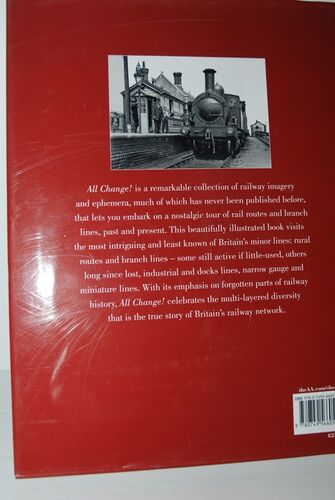 All Change! is a remarkable collection of railway imagery
and ephemera, much of which has never been published before,
that lets you embark on a nostalgic tour of rail routes and branch
lines, past and present. This beautifully illustrated book visits
the most intriguing and least known of Britain's minor lines: rural
routes and branch lines – some still active if little-used, others
long since lost, industrial and docks lines, narrow gauge and
miniature lines. With its emphasis on forgotten parts of railway
history, All Change! celebrates the multi-layered diversity
that is the true story of Britain's railway network.